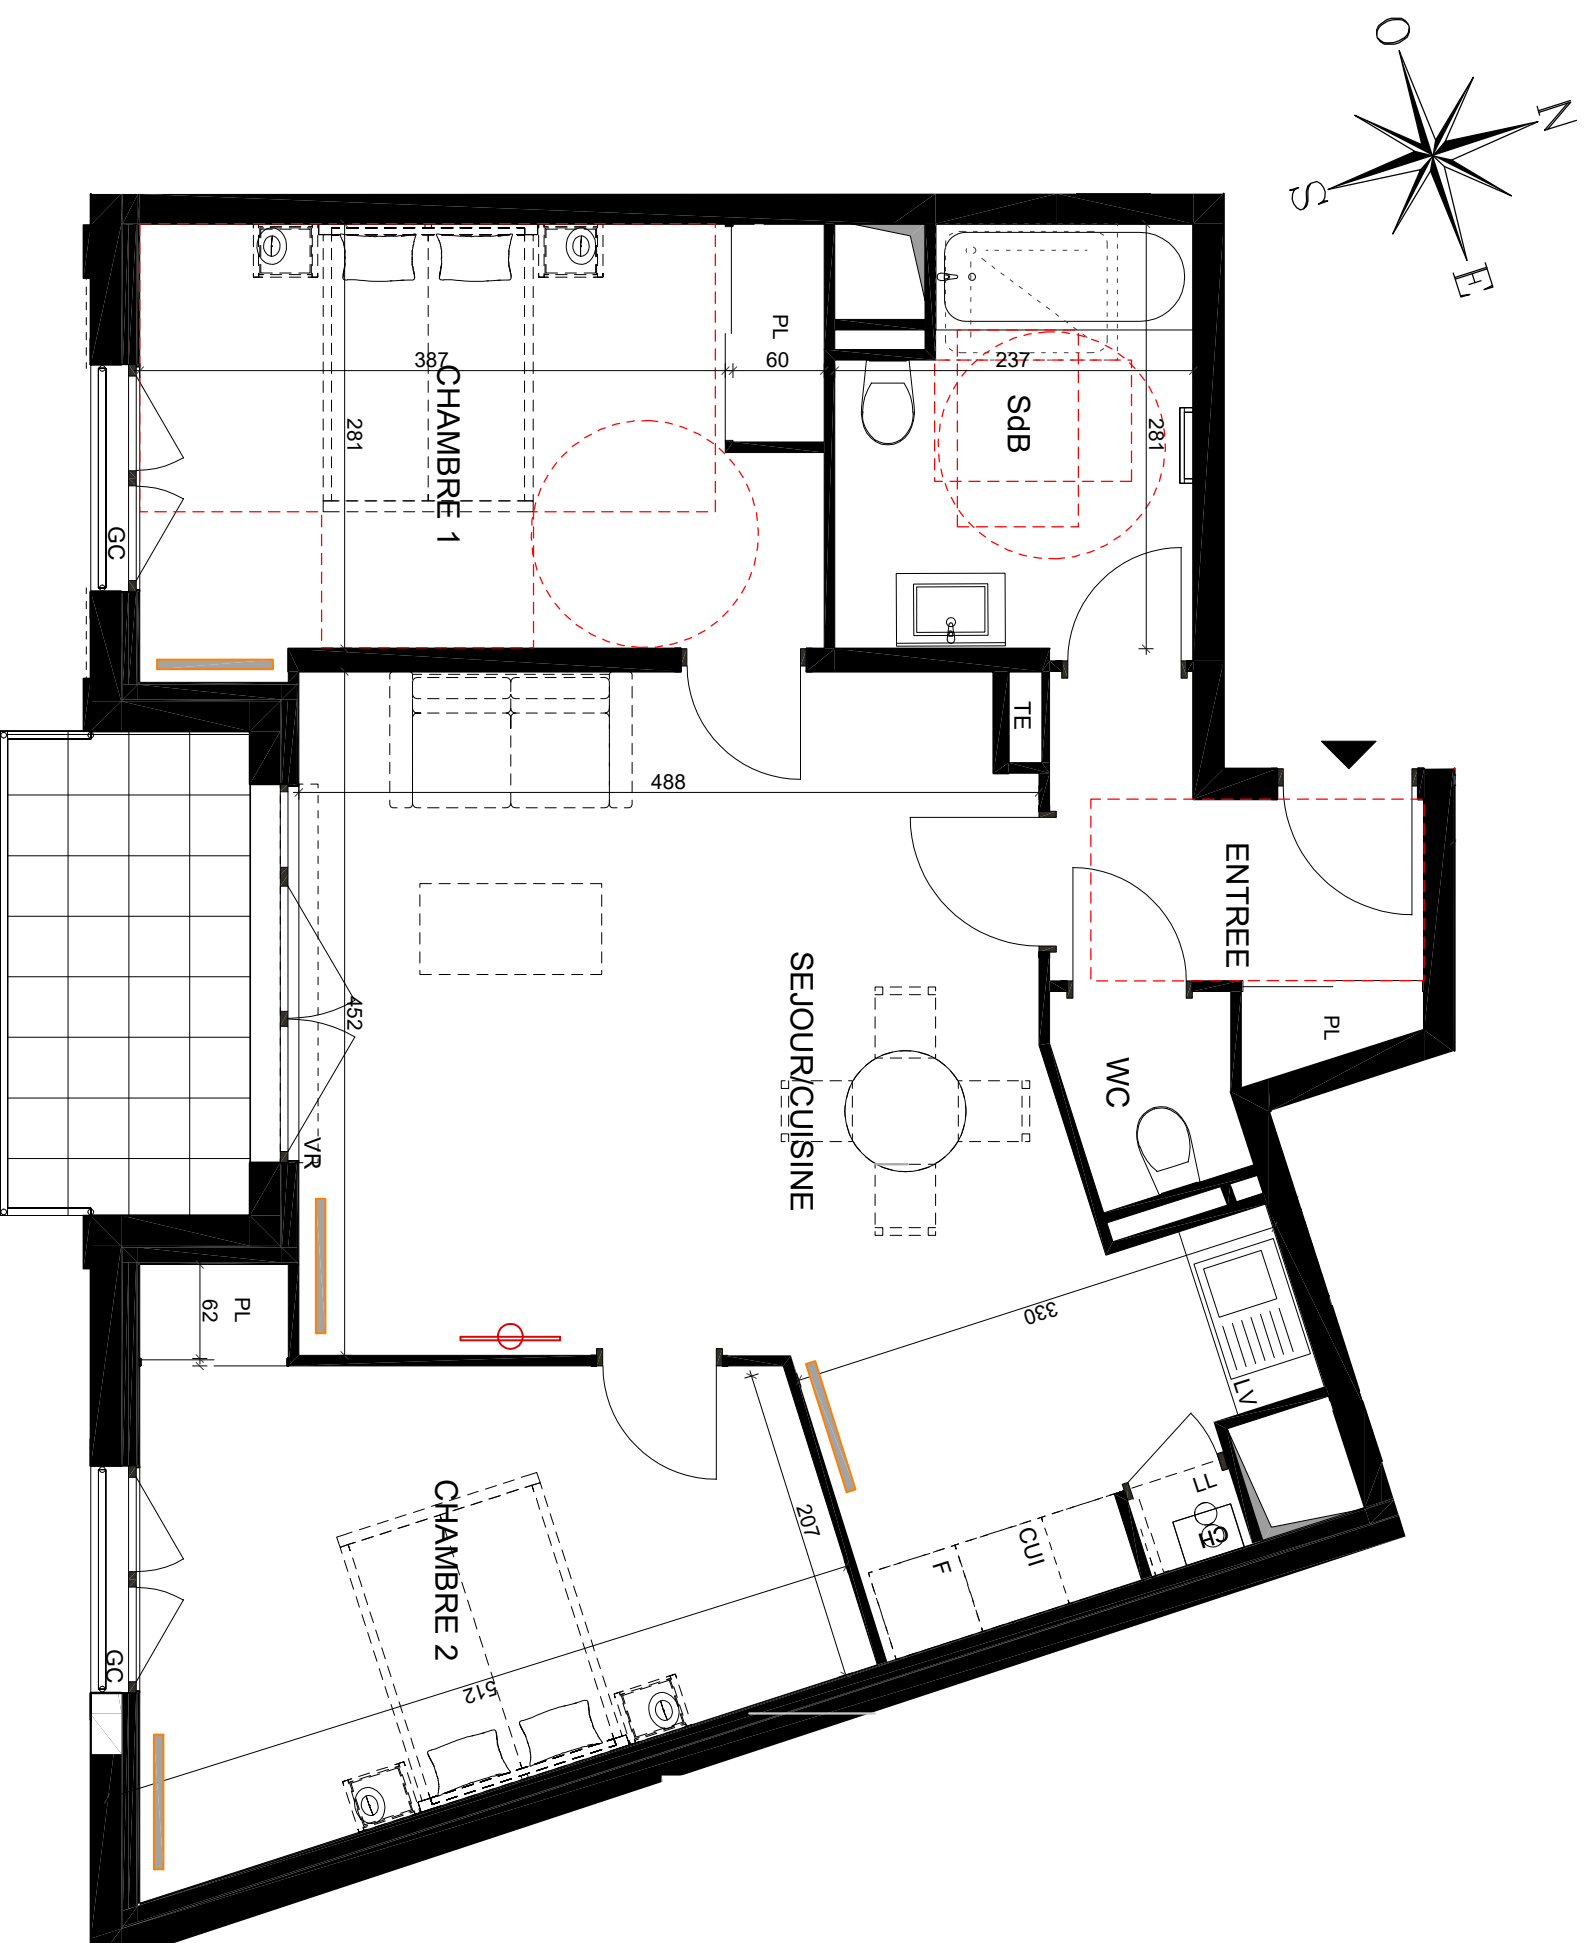 O
N
S
E
PL
387
60
237
CHAMBRE 1
281
SdB
281
GC
TE
488
ENTREE
452
SEJOUR/CUISINE
PL
WC
VR
PL
62
330
LV
207
LL
CH
CUI
F
CHAMBRE 2
512
GC